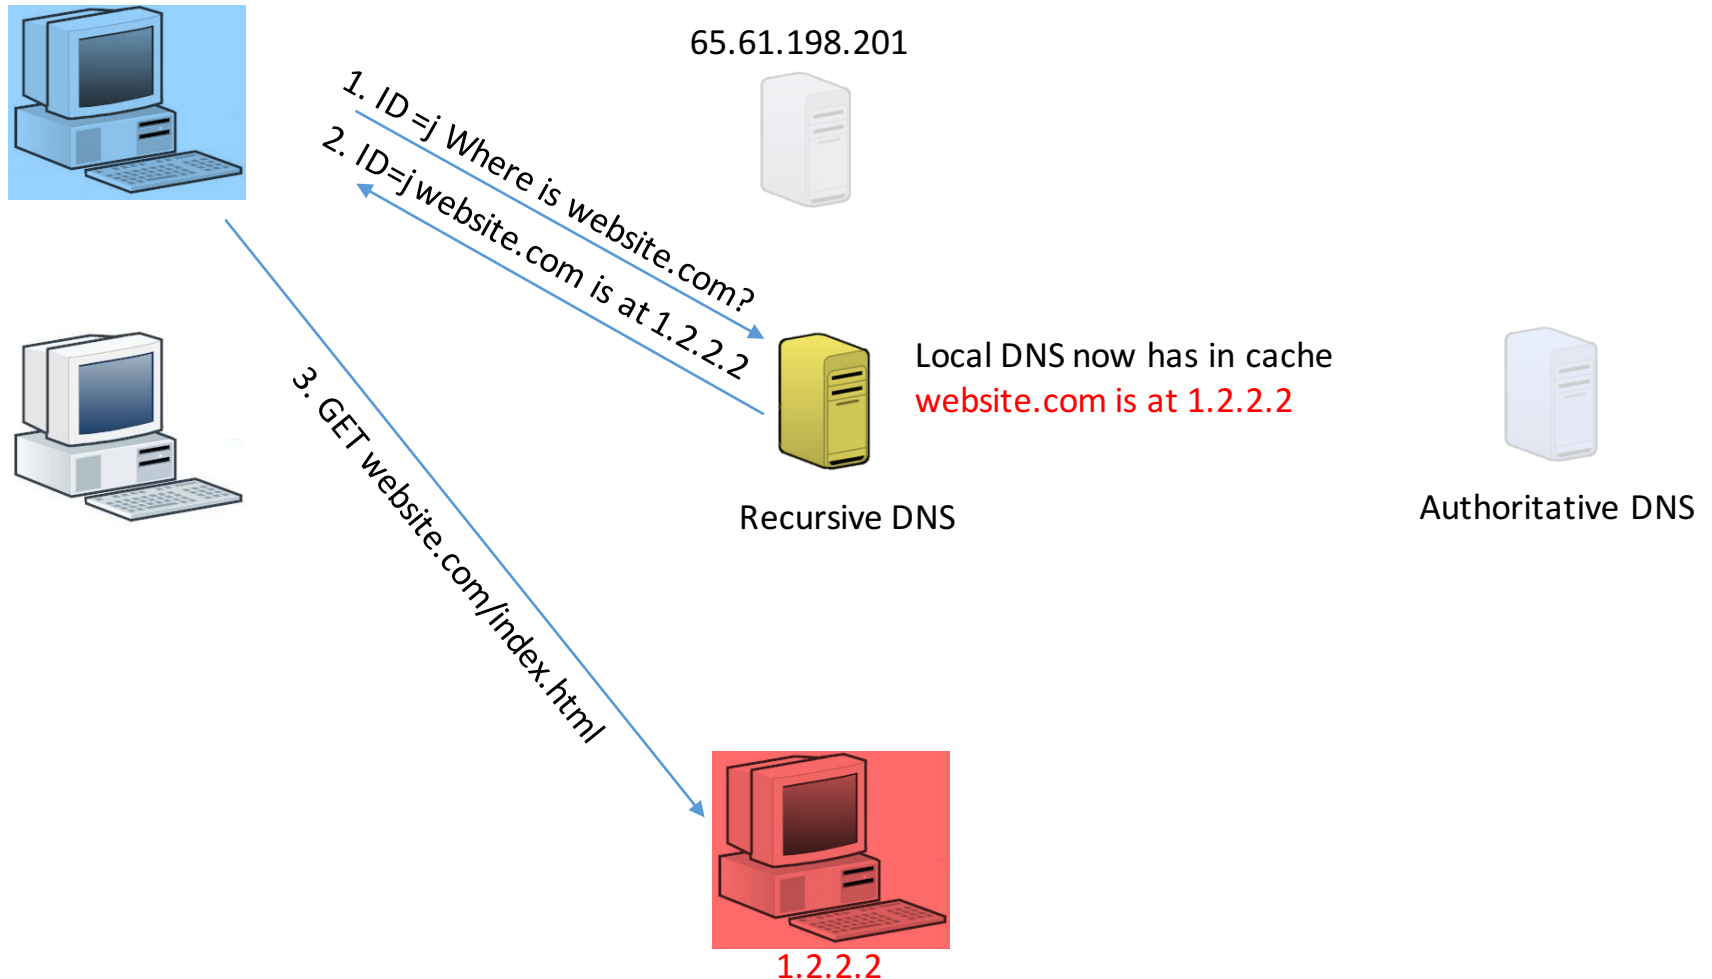 65.61.198.201
1. ID =j Where is website.com?
2. ID=j website.com is at 1.2.2.2
Local DNS now has in cache
website.com is at 1.2.2.2
3. GET website.com/index.html
Recursive DNS
Authoritative DNS
1.2.2.2